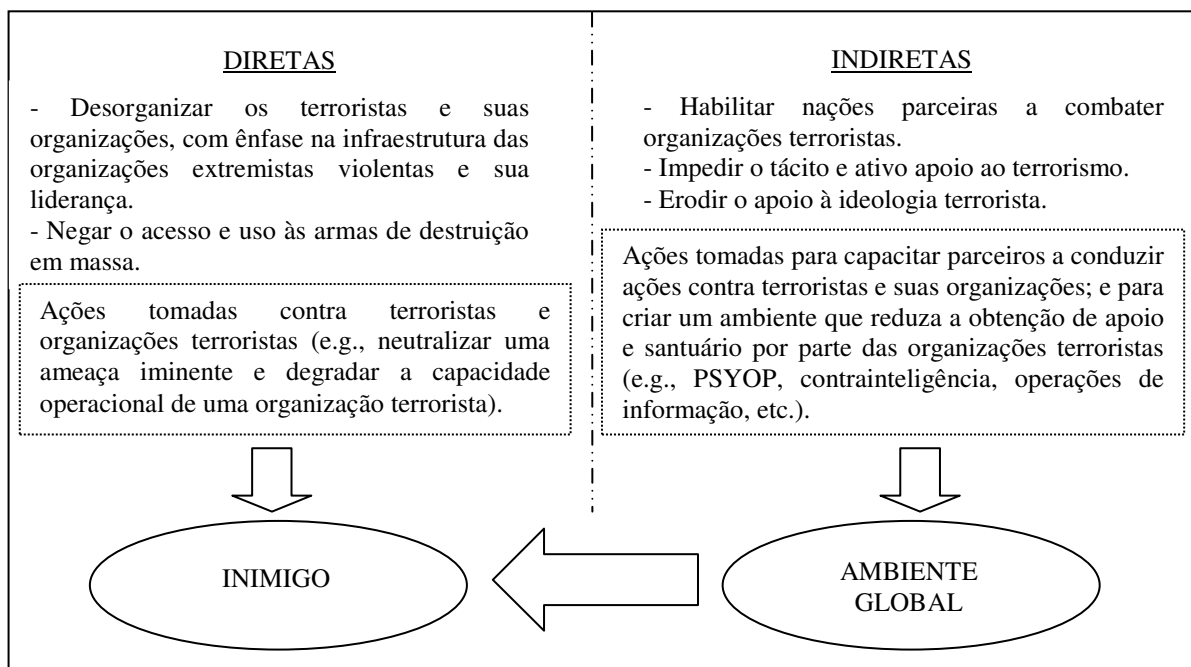 DIRETAS
- Desorganizar os terroristas e suas
organizações, com ênfase na infraestrutura das
organizações extremistas violentas e sua
liderança.
- Negar o acesso e uso às armas de destruição
em massa.
Ações tomadas contra terroristas e
organizações terroristas (e.g., neutralizar uma
ameaça iminente e degradar a capacidade
operacional de uma organização terrorista).
INIMIGO
INDIRETAS
- Habilitar nações parceiras a combater
organizações terroristas.
- Impedir o tácito e ativo apoio ao terrorismo.
- Erodir o apoio à ideologia terrorista.
Ações tomadas para capacitar parceiros a conduzir
ações contra terroristas e suas organizações; e para
criar um ambiente que reduza a obtenção de apoio
e santuário por parte das organizações terroristas
(e.g., PSYOP, contrainteligência, operações de
informação, etc.).
AMBIENTE
GLOBAL